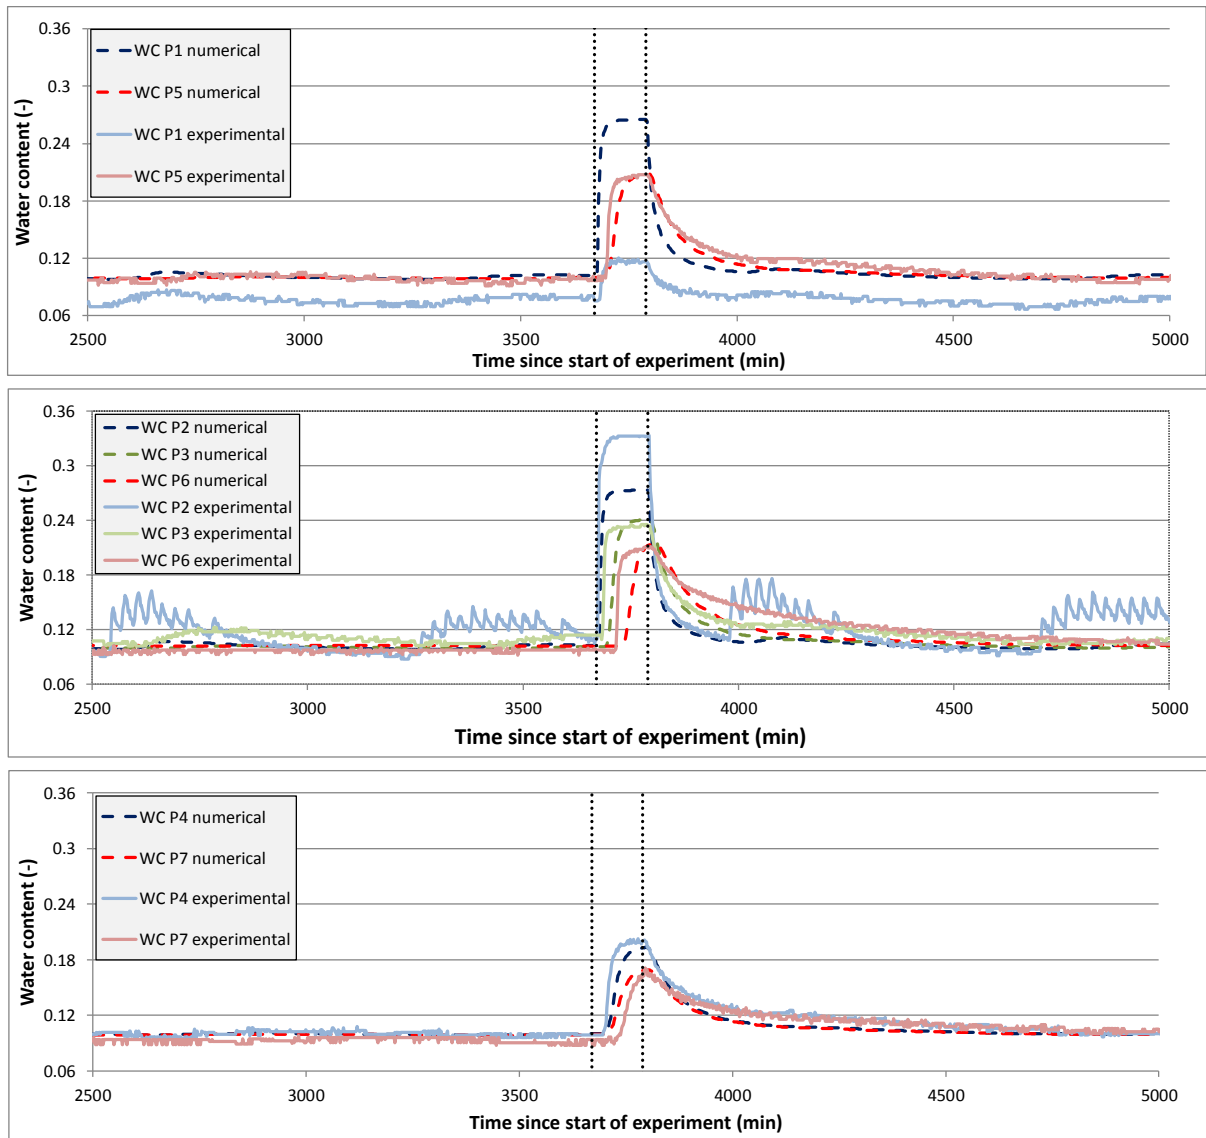 0.36
0.3
0.24
0.18
0.12
0.06
Water content (-)
WC P1 numerical
WC P5 numerical
WC P1 experimental
WC P5 experimental
2500 3000 3500 4000 4500 5000
Time since start of experiment (min)
0.36
0.3
0.24
0.18
0.12
0.06
Water content (-)
WC P2 numerical
WC P3 numerical
WC P6 numerical
WC P2 experimental
WC P3 experimental
WC P6 experimental
2500 3000 3500 4000 4500 5000
Time since start of experiment (min)
0.36
0.3
0.24
0.18
0.12
0.06
Water content (-)
WC P4 numerical
WC P7 numerical
WC P4 experimental
WC P7 experimental
2500 3000 3500 4000 4500 5000
Time since start of experiment (min)